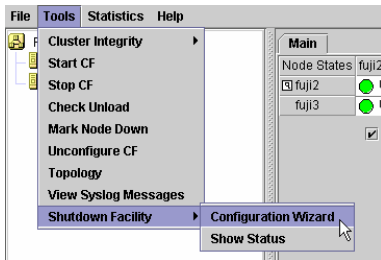 File Tools Statistics Help
Cluster Integrity
Start CF
Stop CF
Check Unload
Mark Node Down
Unconfigure CF
Topology
View Syslog Messages
Shutdown Facility
Configuration Wizard
Show Status
Main
Node States fuji2
fuji2
fuji3